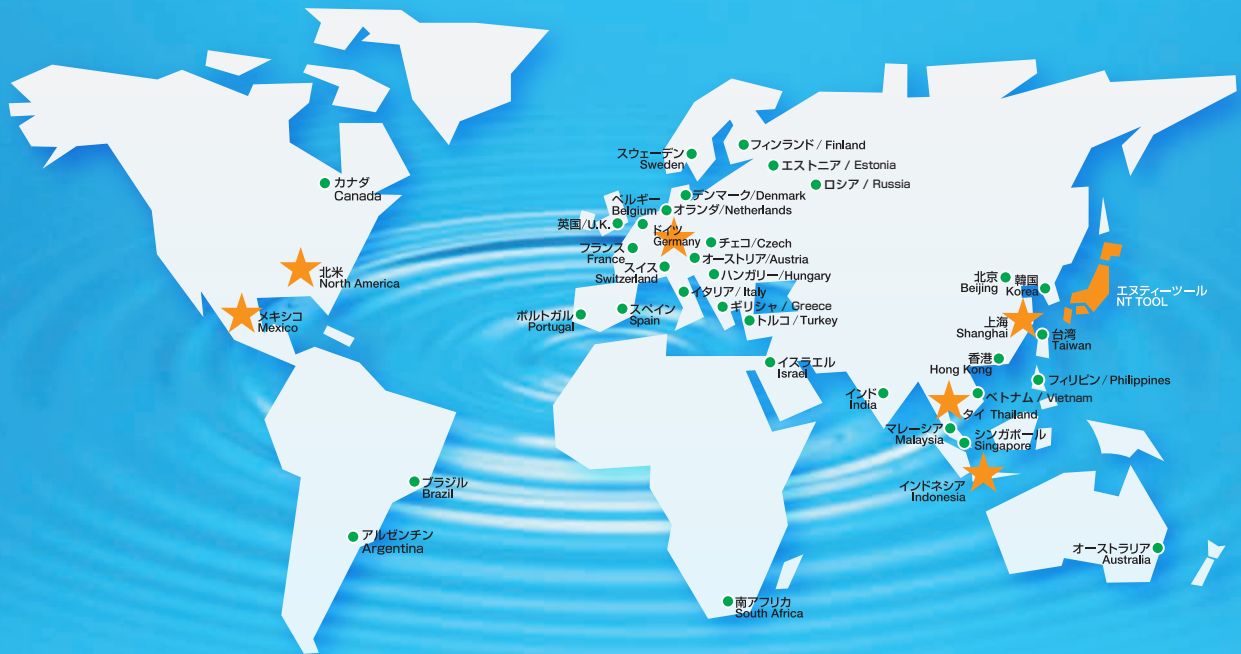 カナダ
Canada
北米
North America
メキシコ
Mexico
ブラジル
Brazil
アルゼンチン
Argentina
スウェーデン
Sweden
フィンランド / Finland
エストニア / Estonia
ロシア / Russia
デンマーク/Denmark
ベルギー
Belgium
オランダ/Netherlands
英国/U.K.
ドイツ
Germany
フランス
France
チェコ/Czech
オーストリア/Austria
スイス
Switzerland
ハンガリー/Hungary
イタリア/Italy
ギリシャ / Greece
トルコ/Turkey
ポルトガル
Portugal
スペイン
Spain
イスラエル
Israel
南アフリカ
South Africa
インド
India
北京
Beijing
韓国
Korea
エヌティーツール
NT TOOL
上海
Shanghai
台湾
Taiwan
香港
Hong Kong
フィリピン/Philippines
ベトナム / Vietnam
タイ Thailand
マレーシア
Malaysia
シンガポール
Singapore
インドネシア
Indonesia
オーストラリア
Australia